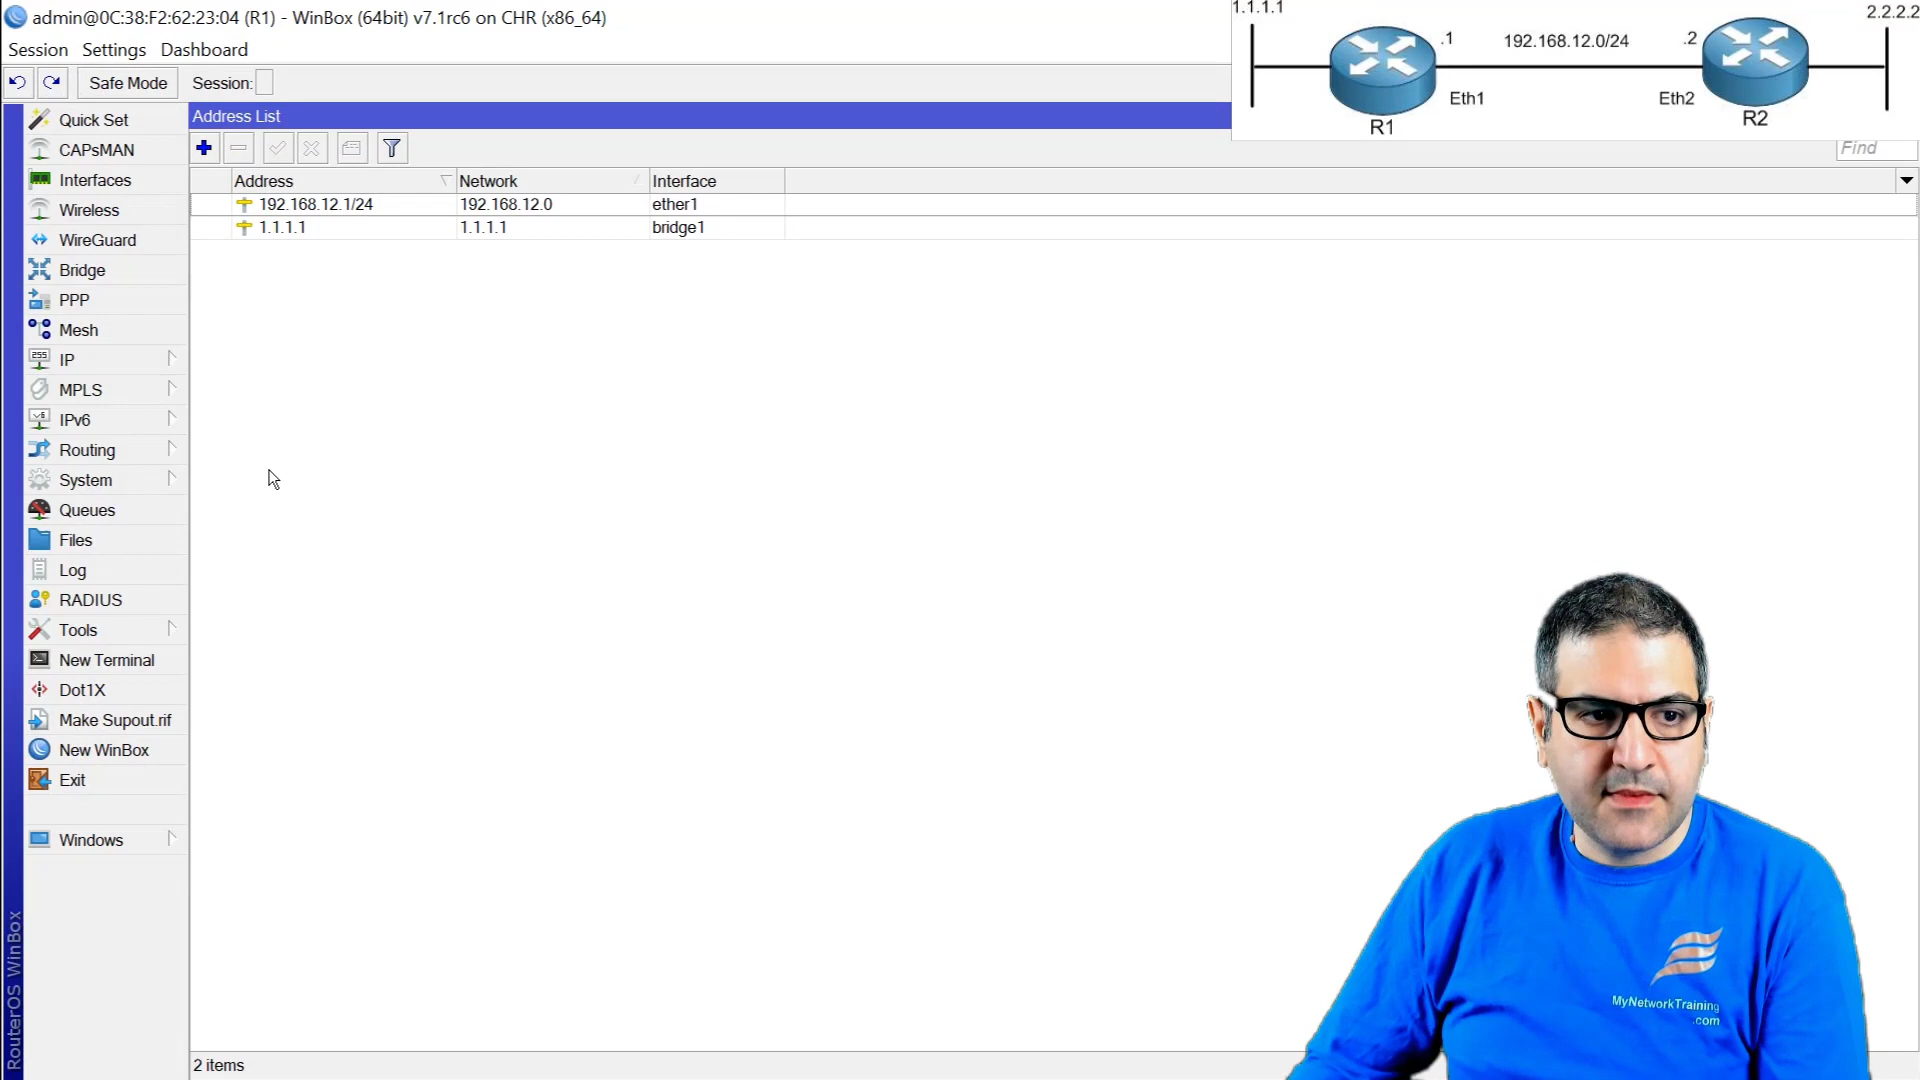 admin@0C:38:F2:62:23:04 (R1) - WinBox (64bit) v7.1rc6 on CHR (x86_64)
Session Settings Dashboard
Safe Mode Session:
1.1.1.1
2.2.2.2
.1 192.168.12.0/24 .2
Eth1 Eth2
R1 R2
Address List
Find
Address Network Interface
192.168.12.1/24 192.168.12.0 ether1
1.1.1.1 1.1.1.1 bridge1
Quick Set
CAPsMAN
Interfaces
Wireless
WireGuard
Bridge
PPP
Mesh
255 IP
MPLS
v6 IPv6
Routing
System
Queues
Files
Log
RADIUS
Tools
New Terminal
Dot1X
Make Supout.rif
New WinBox
Exit
Windows
RouterOS WinBox
2 items
MyNetworkTraining
.com